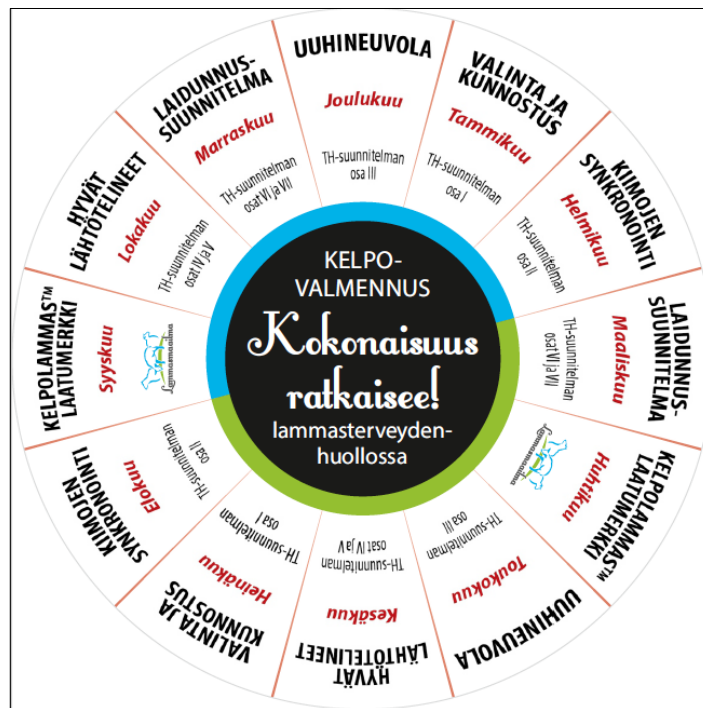 UUHINEUVOLA
Joulukuu
TH-suunnitelman
osa III
VALINTA JA
KUNNOSTUS
Tammikuu
TH-suunnitelman
osa I
KIIMOJEN
SYNKRONOINTI
Helmikuu
TH-suunnitelman
osa II
LAIDUNNUS-
SUUNNITELMA
Maaliskuu
TH-suunnitelman
osat VI ja VII
KELPOLAMMAS™
LAATUMERKKI
Huhtikuu
Lammasmaailma
UUHINEUVOLA
Toukokuu
TH-suunnitelman
osa III
HYVÄT
LÄHTÖTELINEET
Kesäkuu
TH-suunnitelman
osat IV ja V
VALINTA JA
KUNNOSTUS
Heinäkuu
TH-suunnitelman
osa I
KIIMOJEN
SYNKRONOINTI
Elokuu
TH-suunnitelman
osa II
KELPOLAMMAS™
LAATUMERKKI
Syyskuu
Lammasmaailma
HYVÄT
LÄHTÖTELINEET
Lokakuu
TH-suunnitelman
osat IV ja V
LAIDUNNUS-
SUUNNITELMA
Marraskuu
TH-suunnitelman
osat VI ja VII
KELPO-
VALMENNUS
Kokonaisuus
ratkaisee!
lammasterveyden-
huollossa